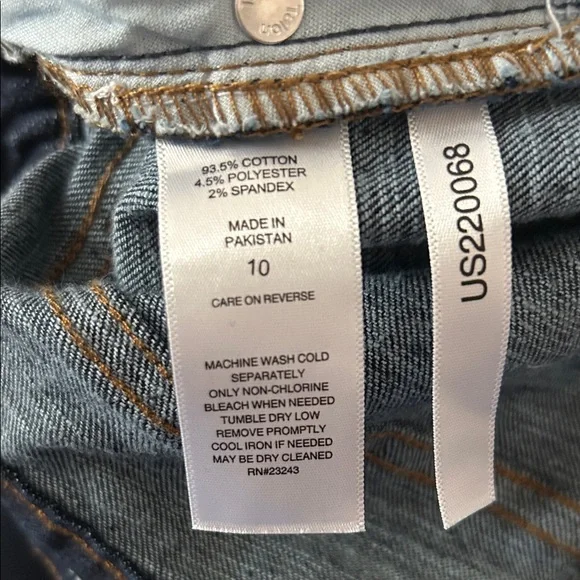 93.5% COTTON
4.5% POLYESTER
2% SPANDEX
MADE IN
PAKISTAN
10
CARE ON REVERSE
MACHINE WASH COLD
SEPARATELY
ONLY NON-CHLORINE
BLEACH WHEN NEEDED
TUMBLE DRY LOW
REMOVE PROMPTLY
COOL IRON IF NEEDED
MAY BE DRY CLEANED
RN#23243
US220068